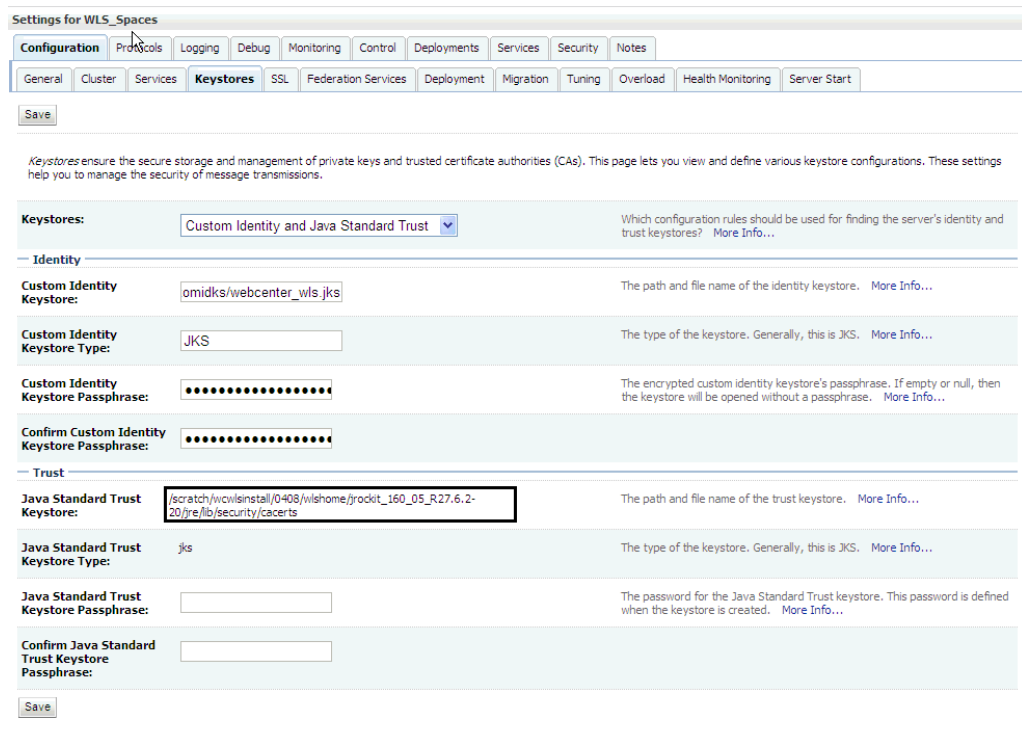 Settings for WLS_Spaces
Configuration Protocols Logging Debug Monitoring Control Deployments Services Security Notes
General Cluster Services Keystores SSL Federation Services Deployment Migration Tuning Overload Health Monitoring Server Start
Save
Keystores ensure the secure storage and management of private keys and trusted certificate authorities (CAs). This page lets you view and define various keystore configurations. These settings
help you to manage the security of message transmissions.
Keystores:
Custom Identity and Java Standard Trust
Which configuration rules should be used for finding the server's identity and
trust keystores? More Info...
Identity
Custom Identity
Keystore:
omidks/webcenter_wls.jks
The path and file name of the identity keystore. More Info...
Custom Identity
Keystore Type:
JKS
The type of the keystore. Generally, this is JKS. More Info...
Custom Identity
Keystore Passphrase:
The encrypted custom identity keystore's passphrase. If empty or null, then
the keystore will be opened without a passphrase. More Info...
Confirm Custom Identity
Keystore Passphrase:
Trust
Java Standard Trust
Keystore:
/scratch/wcwlsinstall/0408/wlshome/jrockit_160_05_R27.6.2-
20/jre/lib/security/cacerts
The path and file name of the trust keystore. More Info...
Java Standard Trust
Keystore Type:
jks
The type of the keystore. Generally, this is JKS. More Info...
Java Standard Trust
Keystore Passphrase:
The password for the Java Standard Trust keystore. This password is defined
when the keystore is created. More Info...
Confirm Java Standard
Trust Keystore
Passphrase:
Save